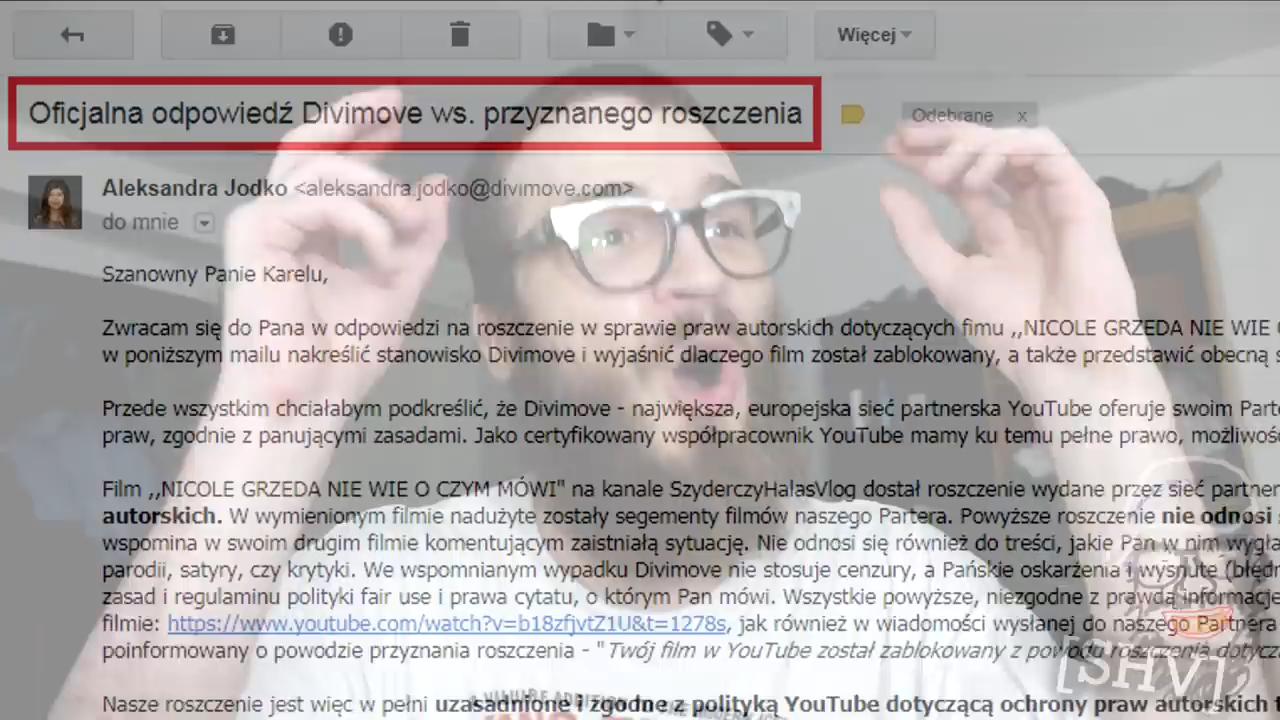 Więcej
Oficjalna odpowiedź Divimove ws. przyznanego roszczenia
Odebrane x
Aleksandra Jodko <aleksandra.jodko@divimove.com>
do mnie
Szanowny Panie Karelu,
Zwracam się do Pana w odpowiedzi na roszczenie w sprawie praw autorskich dotyczących fimu ,,NICOLE GRZEDA NIE WIE
w poniższym mailu nakreślić stanowisko Divimove i wyjaśnić dlaczego film został zablokowany, a także przedstawić obecną
Przede wszystkim chciałabym podkreślić, że Divimove - największa, europejska sieć partnerska YouTube oferuje swoim
praw, zgodnie z panującymi zasadami. Jako certyfikowany współpracownik YouTube mamy ku temu pełne prawo,
Film ,,NICOLE GRZEDA NIE WIE O CZYM MÓWI" na kanale SzyderczyHalasVlog dostał roszczenie wydane przez sieć
autorskich. W wymienionym filmie nadużyte zostały segementy filmów naszego Partera. Powyższe roszczenie nie odnosi
wspomina w swoim drugim filmie komentującym zaistniałą sytuację. Nie odnosi się również do treści, jakie Pan w nim
parodii, satyry, czy krytyki. We wspomnianym wypadku Divimove nie stosuje cenzury, a Pańskie oskarżenia i wysnute
zasad i regulaminu polityki fair use i prawa cytatu, o którym Pan mówi. Wszystkie powyższe, niezgodne z prawdą informacje
filmie: https://www.youtube.com/watch?v=b18zfjvtZ1U&t=1278s, jak również w wiadomości wysłanej do naszego Partnera
poinformowany o powodzie przyznania roszczenia - "Twój film w YouTube został zablokowany z powodu roszczenia
Nasze roszczenie jest więc w pełni uzasadnione i zgodne z polityką YouTube dotyczącą ochrony praw autorskich
[SHV]